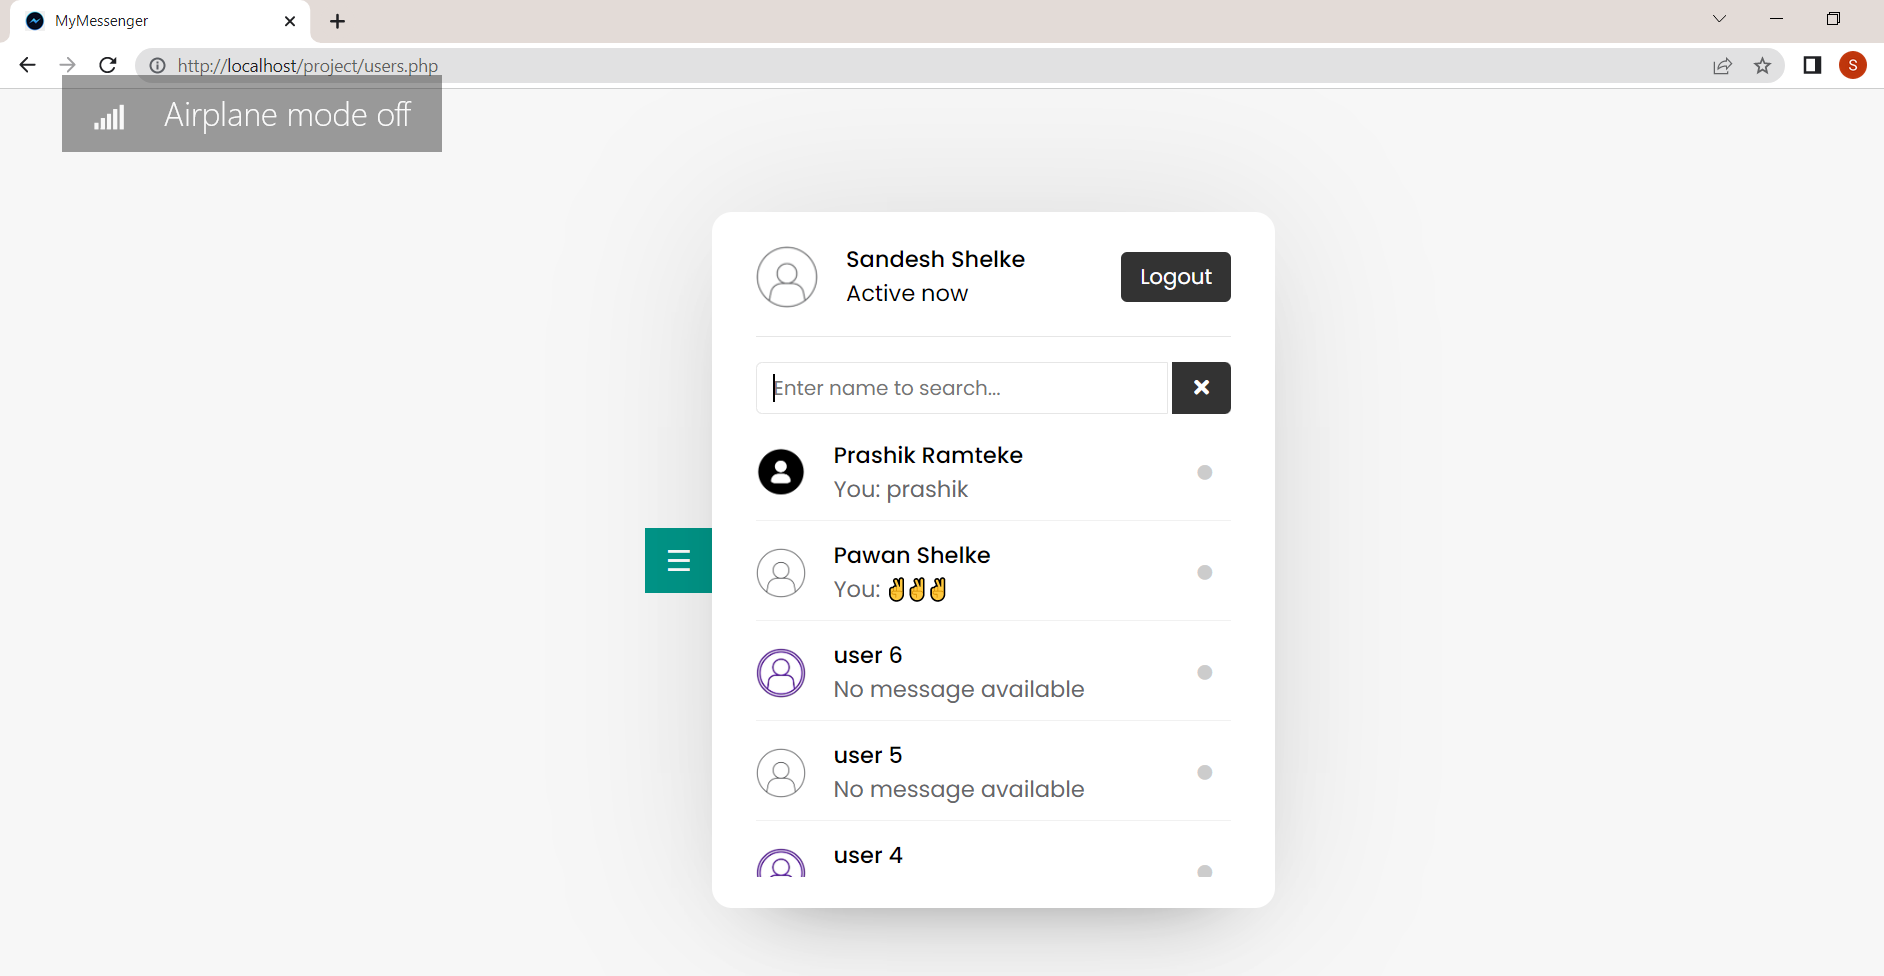 MyMessenger
http://localhost/project/users.php
S
Airplane mode off
Sandesh Shelke
Active now
Logout
Enter name to search...
Prashik Ramteke
You: prashik
Pawan Shelke
You: ✌✌✌
user 6
No message available
user 5
No message available
user 4